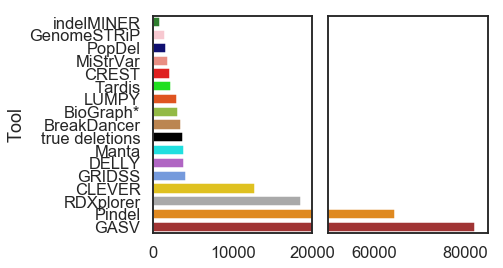 indelMINER
GenomeSTRiP
PopDel
MiStrVar
CREST
Tardis
LUMPY
BioGraph*
BreakDancer
true deletions
Manta
DELLY
GRIDSS
CLEVER
RDXplorer
Pindel
GASV
Tool
0 10000 20000 60000 80000